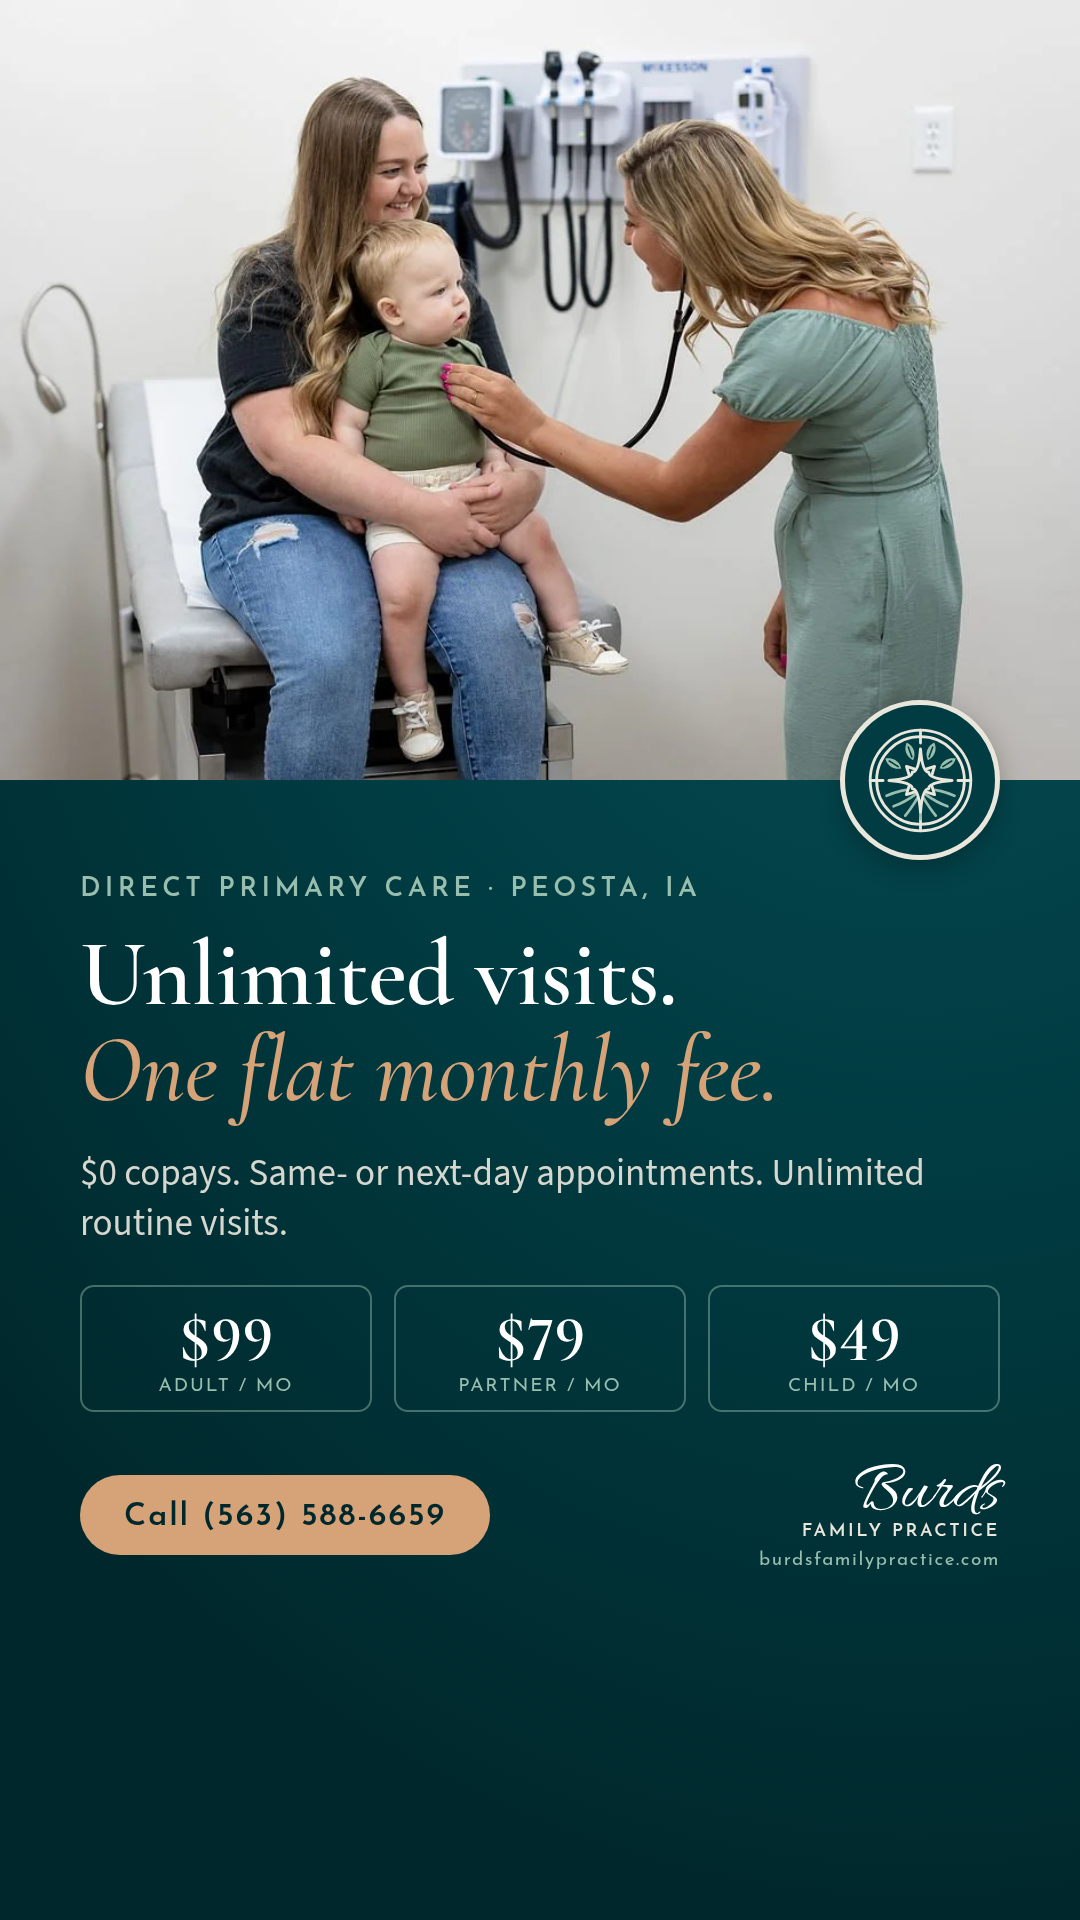 MCKESSON
DIRECT PRIMARY CARE · PEOSTA, IA
Unlimited visits.
One flat monthly fee.
$0 copays. Same- or next-day appointments. Unlimited
routine visits.
$99
ADULT / MO
$79
PARTNER / MO
$49
CHILD / MO
Call (563) 588-6659
Burds
FAMILY PRACTICE
burdsfamilypractice.com